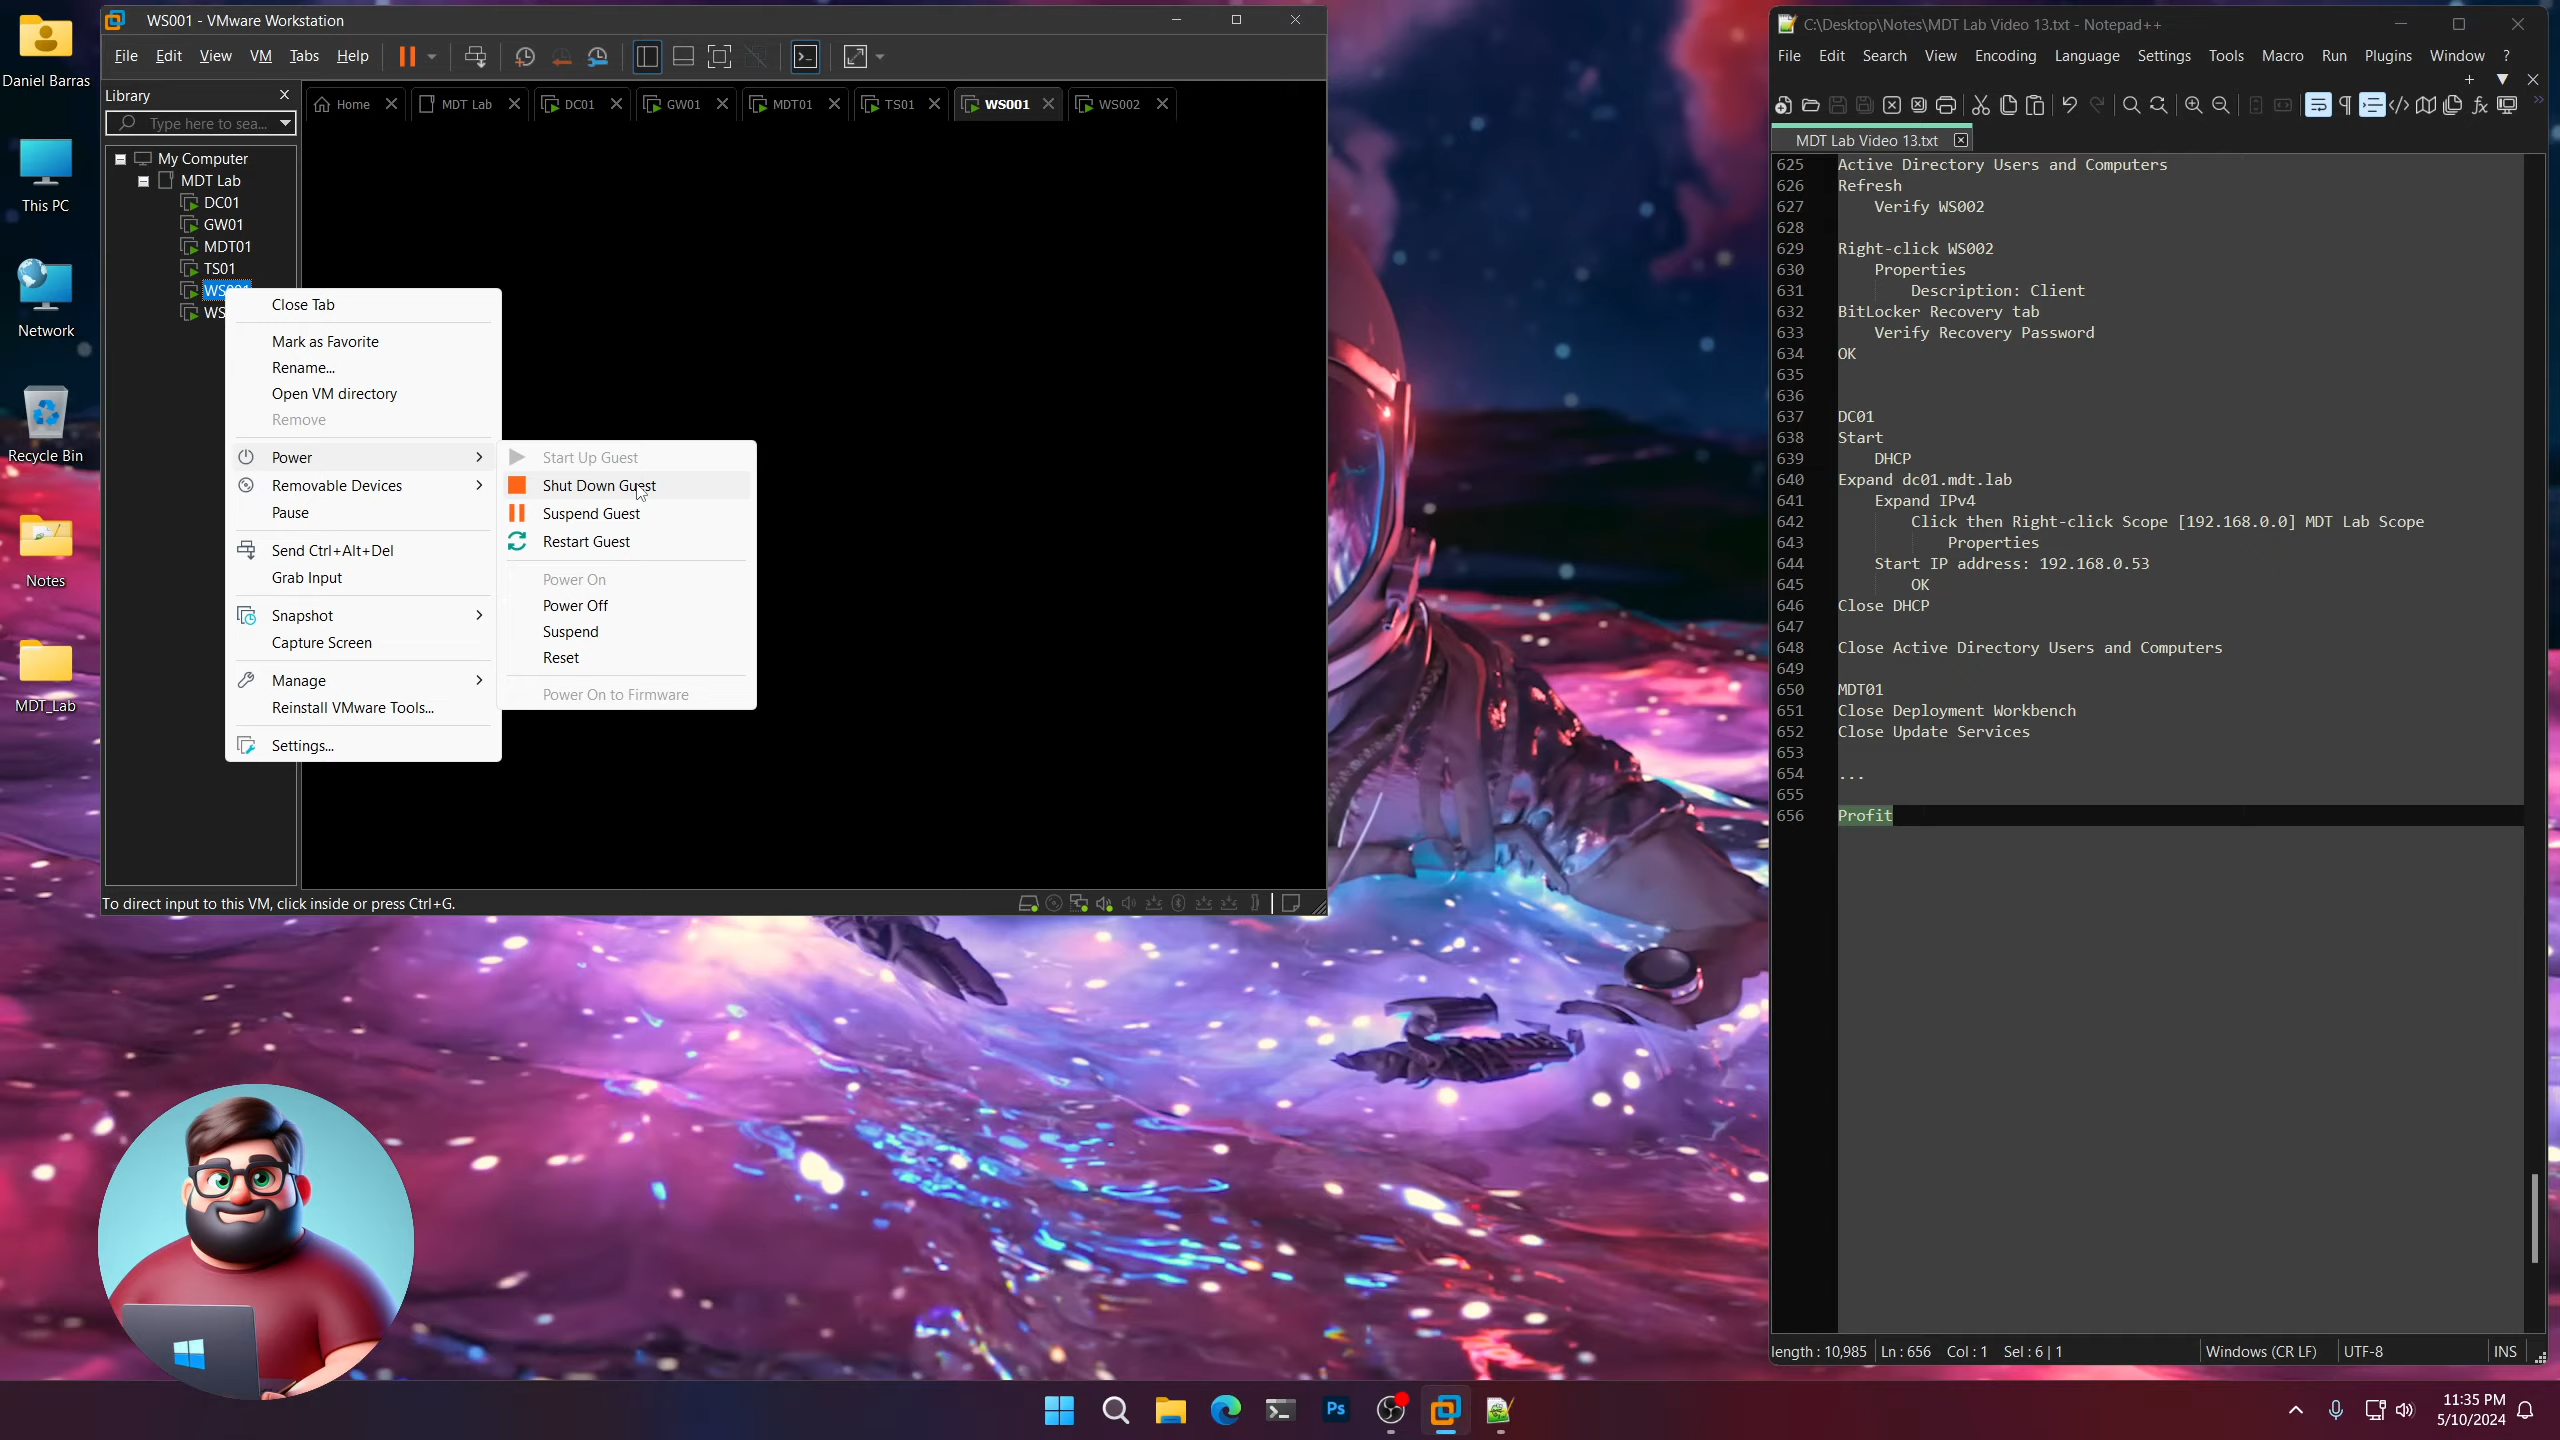 Daniel Barras
This PC
Network
Recycle Bin
Notes
MDT_Lab
WS001 - VMware Workstation
File Edit View VM Tabs Help
Library
Type here to sea...
My Computer
MDT Lab
DC01
GW01
MDT01
TS01
WS001
WS
Home
MDT Lab
DC01
GW01
MDT01
TS01
WS001
WS002
Close Tab
Mark as Favorite
Rename...
Open VM directory
Remove
Power
Removable Devices
Pause
Send Ctrl+Alt+Del
Grab Input
Snapshot
Capture Screen
Manage
Reinstall VMware Tools...
Settings...
Start Up Guest
Shut Down Guest
Suspend Guest
Restart Guest
Power On
Power Off
Suspend
Reset
Power On to Firmware
To direct input to this VM, click inside or press Ctrl+G.
C:\Desktop\Notes\MDT Lab Video 13.txt - Notepad++
File Edit Search View Encoding Language Settings Tools Macro Run Plugins Window ?
MDT Lab Video 13.txt
625 Active Directory Users and Computers
626 Refresh
627 Verify WS002
628
629 Right-click WS002
630 Properties
631 Description: Client
632 BitLocker Recovery tab
633 Verify Recovery Password
634 OK
635
636
637 DC01
638 Start
639 DHCP
640 Expand dc01.mdt.lab
641 Expand IPv4
642 Click then Right-click Scope [192.168.0.0] MDT Lab Scope
643 Properties
644 Start IP address: 192.168.0.53
645 OK
646 Close DHCP
647
648 Close Active Directory Users and Computers
649
650 MDT01
651 Close Deployment Workbench
652 Close Update Services
653
654 ...
655
656 Profit
length : 10,985 Ln : 656 Col : 1 Sel : 6 | 1 Windows (CR LF) UTF-8 INS
Ps
11:35 PM
5/10/2024